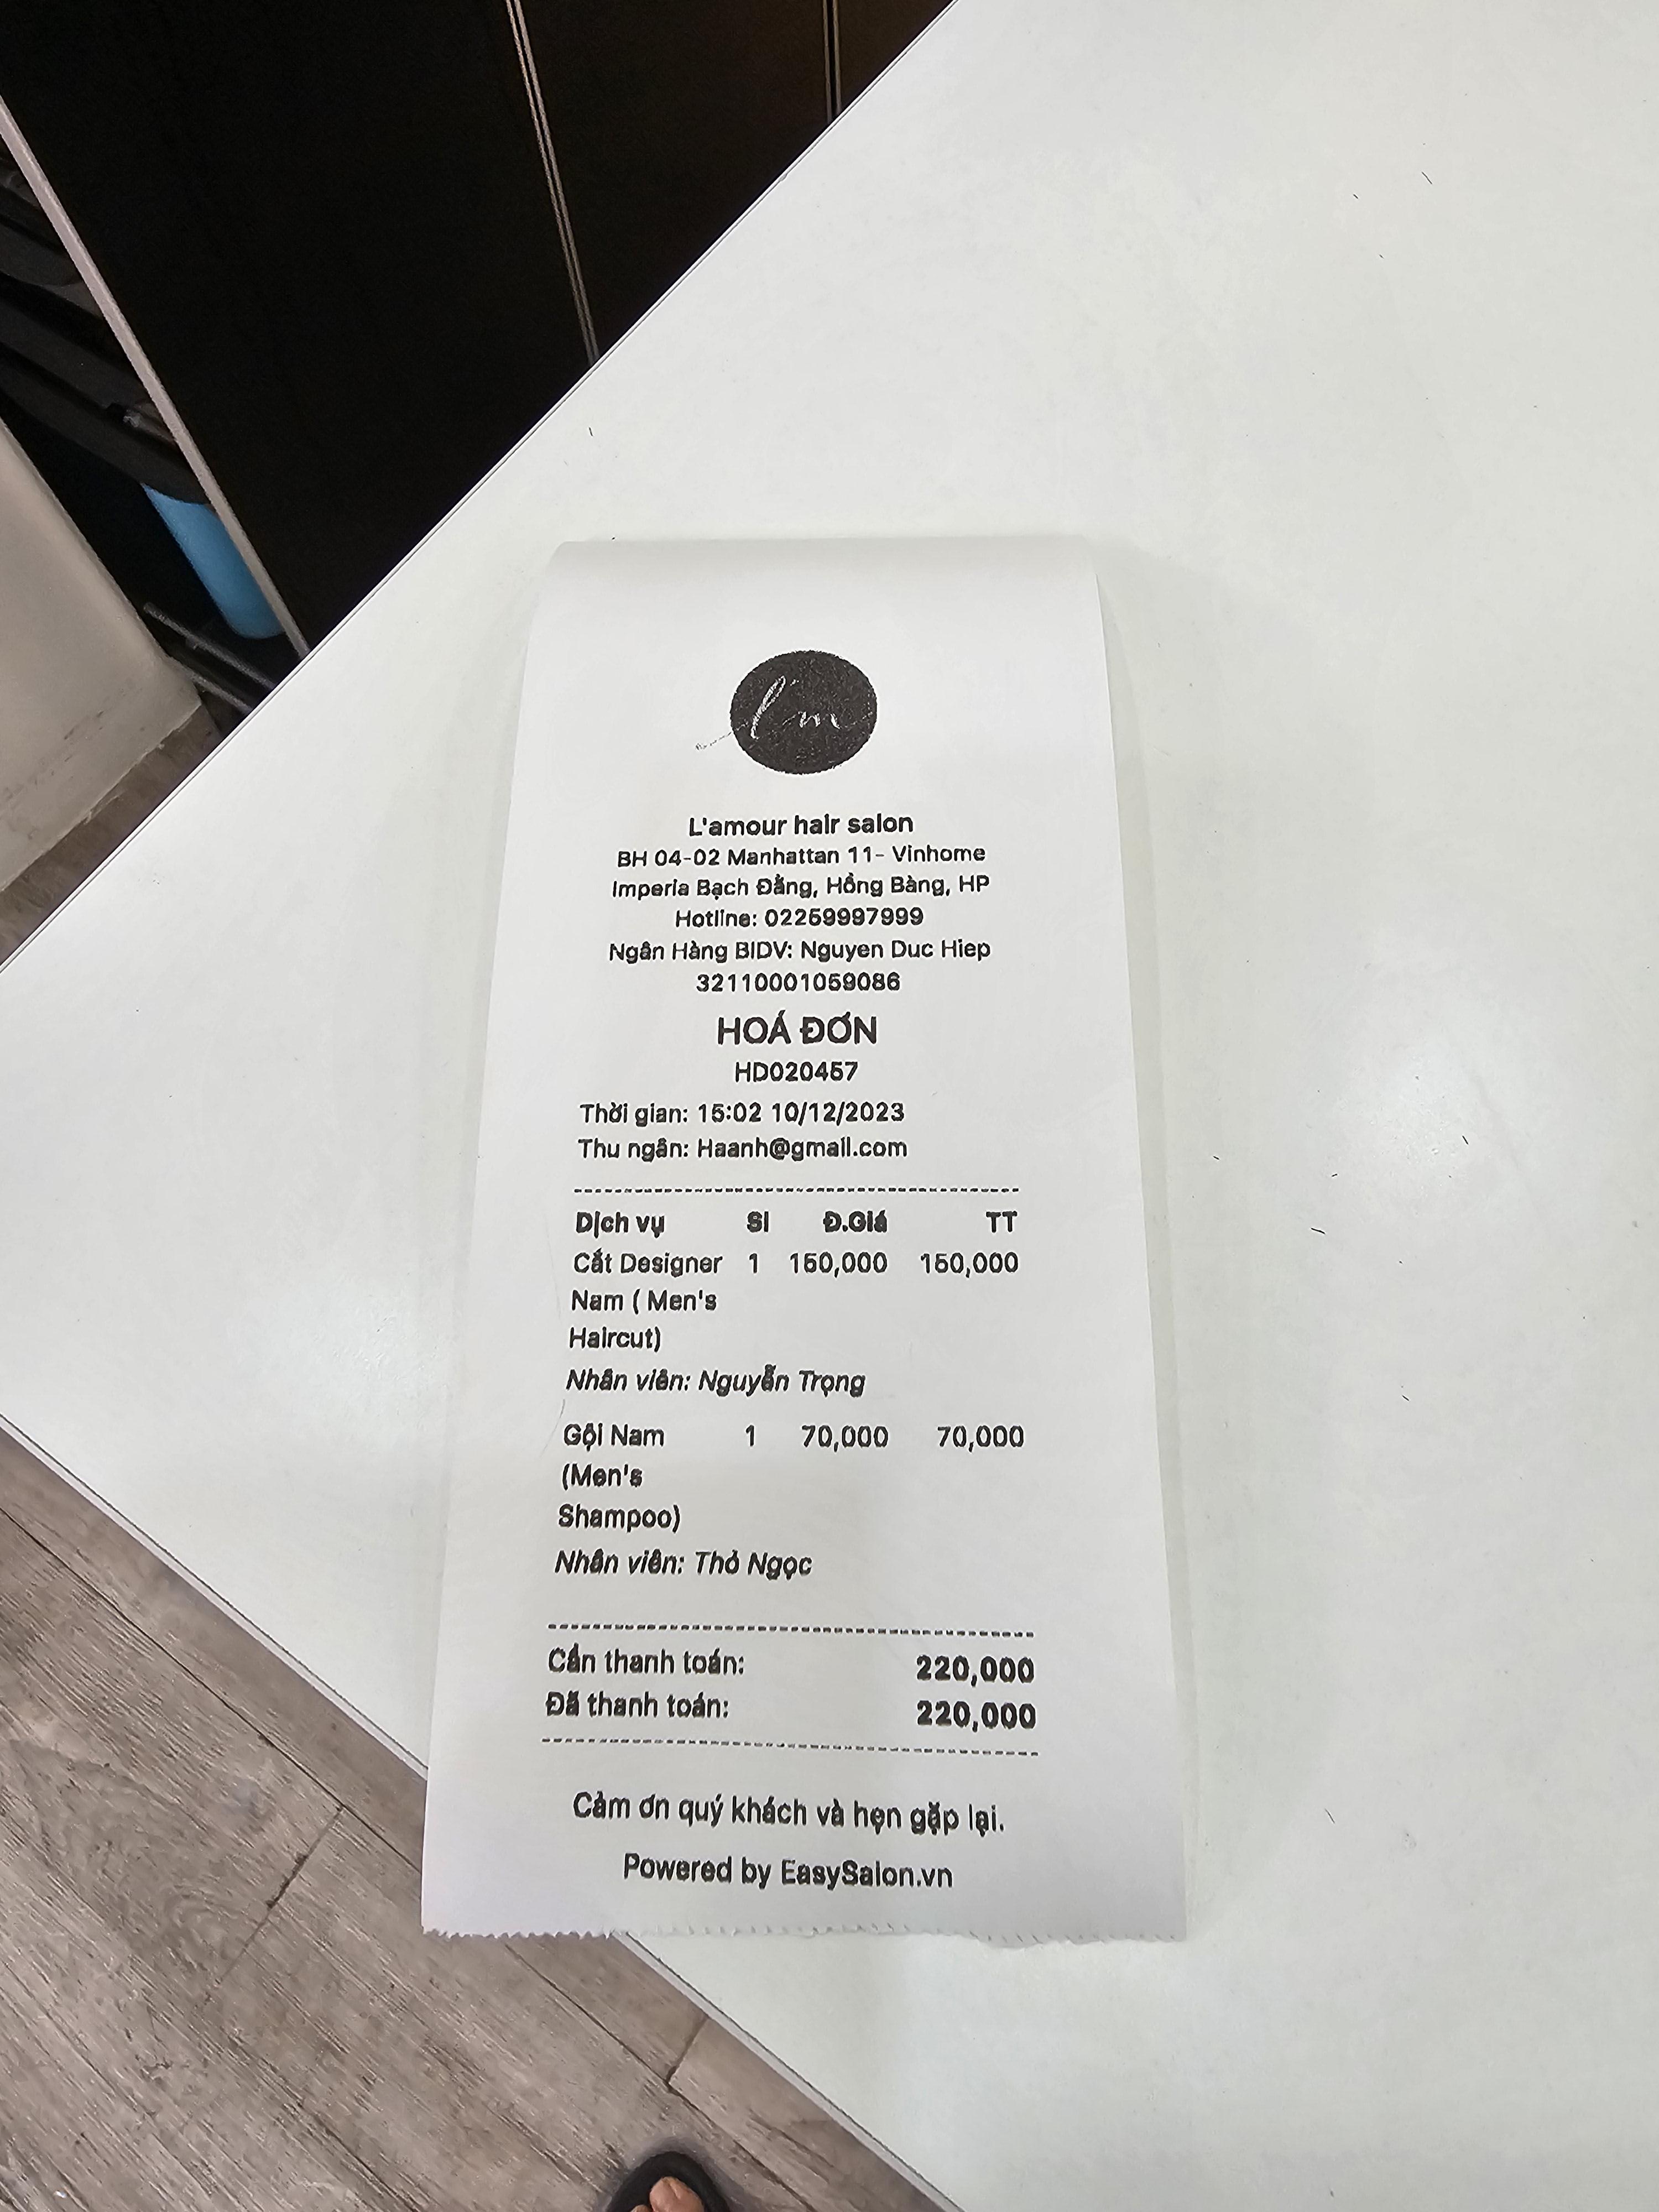 l'm
L'amour hair salon
BH 04-02 Manhattan 11- Vinhome
Imperia Bạch Đằng, Hồng Bàng, HP
Hotline: 02259997999
Ngân Hàng BIDV: Nguyen Duc Hiep
32110001059086
HOÁ ĐƠN
HD020457
Thời gian: 15:02 10/12/2023
Thu ngân: Haanh@gmail.com
Dịch vụ Sl Đ.Giá TT
Cắt Designer 1 150,000 150,000
Nam ( Men's
Haircut)
Nhân viên: Nguyễn Trọng
Gội Nam 1 70,000 70,000
(Men's
Shampoo)
Nhân viên: Thỏ Ngọc
Cần thanh toán: 220,000
Đã thanh toán: 220,000
Cảm ơn quý khách và hẹn gặp lại.
Powered by EasySalon.vn